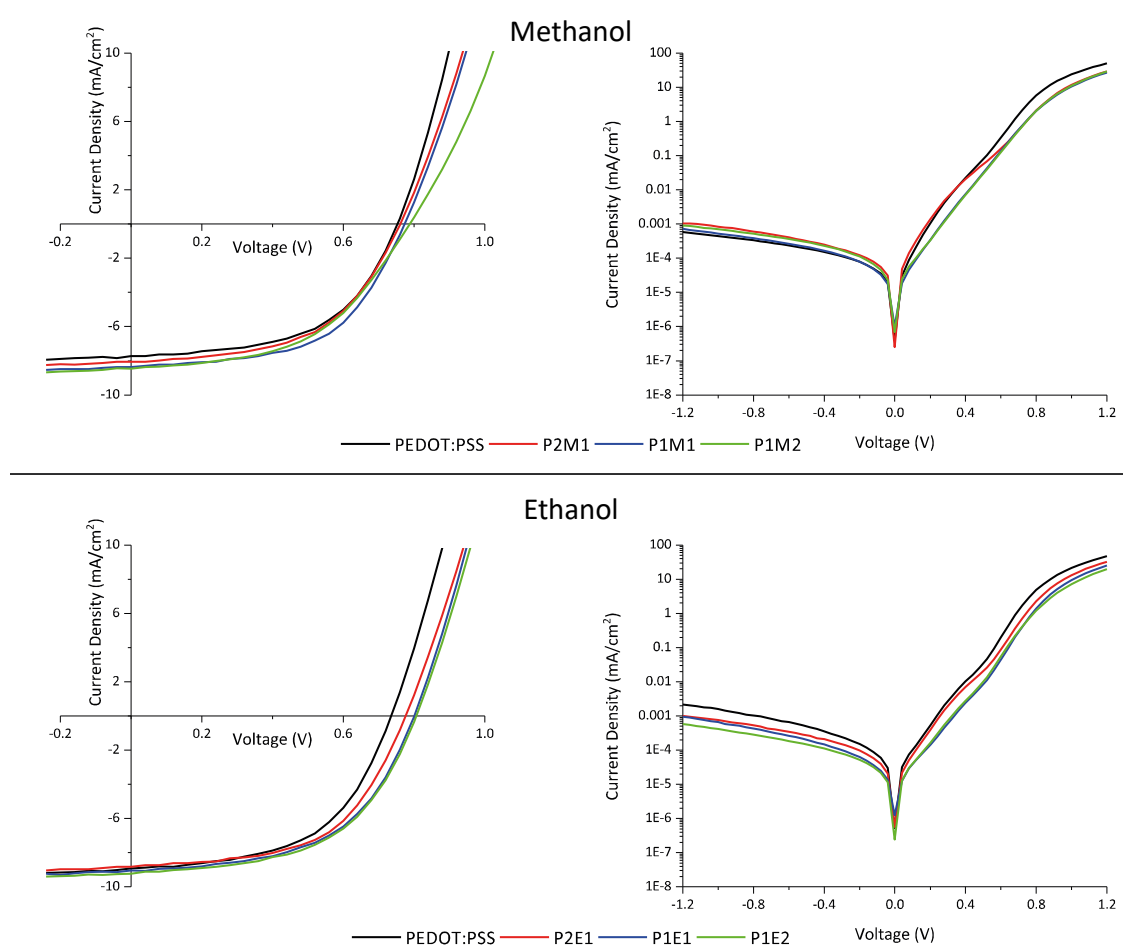 Methanol
Current Density (mA/cm²)
10
6
2
-2
-6
-10
-0.2
0.2
0.6
1.0
Voltage (V)
Current Density (mA/cm²)
100
10
1
0.1
0.01
0.001
1E-4
1E-5
1E-6
1E-7
1E-8
-1.2
-0.8
-0.4
0.0
0.4
0.8
1.2
Voltage (V)
PEDOT:PSS P2M1 P1M1 P1M2
Ethanol
Current Density (mA/cm²)
10
6
2
-2
-6
-10
-0.2
0.2
0.6
1.0
Voltage (V)
Current Density (mA/cm²)
100
10
1
0.1
0.01
0.001
1E-4
1E-5
1E-6
1E-7
1E-8
-1.2
-0.8
-0.4
0.0
0.4
0.8
1.2
Voltage (V)
PEDOT:PSS P2E1 P1E1 P1E2